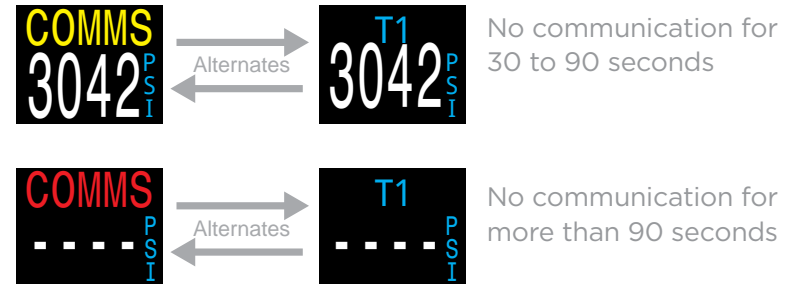 COMMS
3042 PSI
Alternates
T1
3042 PSI
No communication for
30 to 90 seconds
COMMS
- - - - PSI
Alternates
T1
- - - - PSI
No communication for
more than 90 seconds